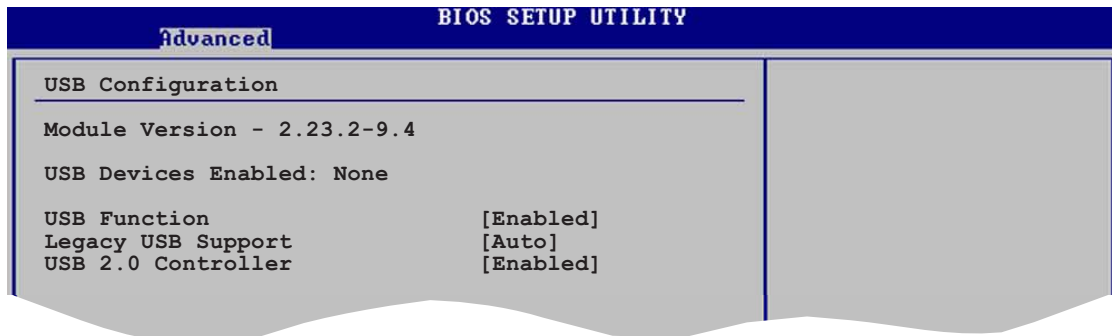 BIOS SETUP UTILITY
Advanced
USB Configuration
Module Version - 2.23.2-9.4
USB Devices Enabled: None
USB Function [Enabled]
Legacy USB Support [Auto]
USB 2.0 Controller [Enabled]